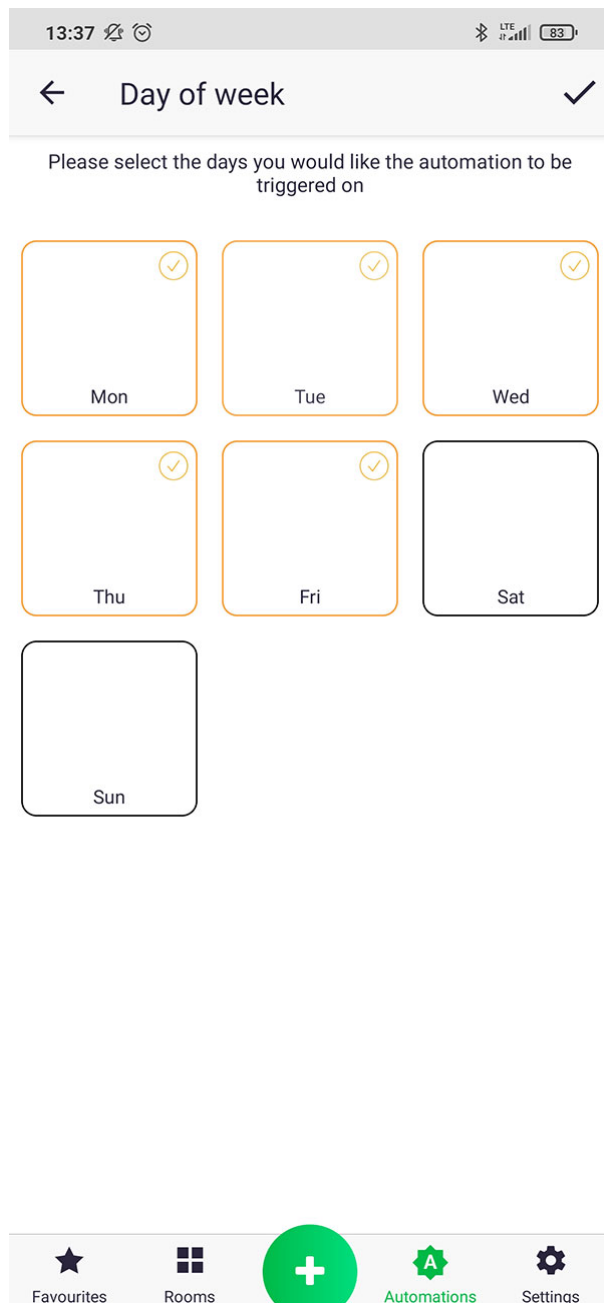 13:37 LTE 83
Day of week
Please select the days you would like the automation to be
triggered on
Mon Tue Wed
Thu Fri Sat
Sun
A
Favourites Rooms Automations Settings